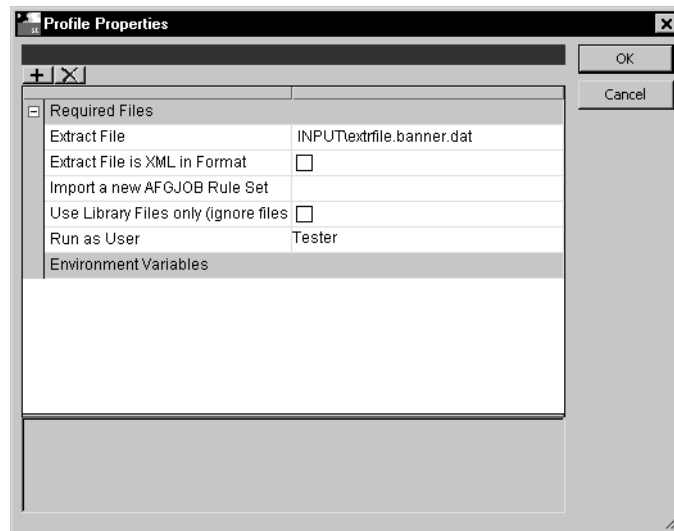 Profile Properties
OK
Cancel
Required Files
Extract File INPUT\extrfile.banner.dat
Extract File is XML in Format
Import a new AFGJOB Rule Set
Use Library Files only (ignore files
Run as User Tester
Environment Variables